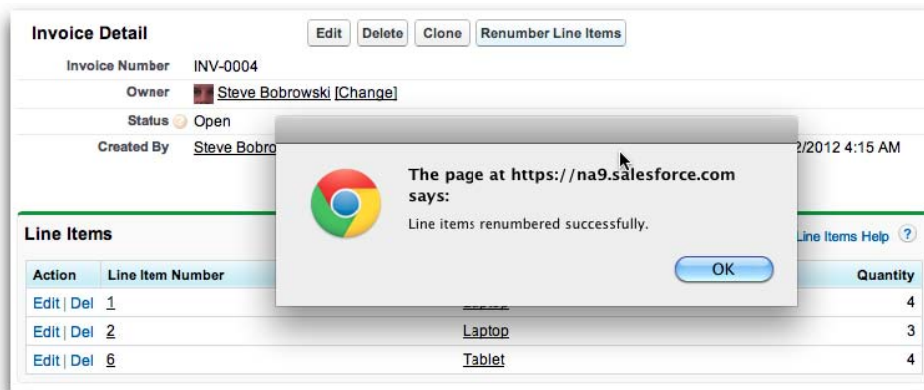 Invoice Detail Edit Delete Clone Renumber Line Items
Invoice Number INV-0004
Owner Steve Bobrowski [Change]
Status Open
Created By Steve Bobro 2/2012 4:15 AM
The page at https://na9.salesforce.com
says:
Line items renumbered successfully.
OK
Line Items Line Items Help ?
Action Line Item Number Quantity
Edit | Del 1 4
Edit | Del 2 Laptop 3
Edit | Del 6 Tablet 4